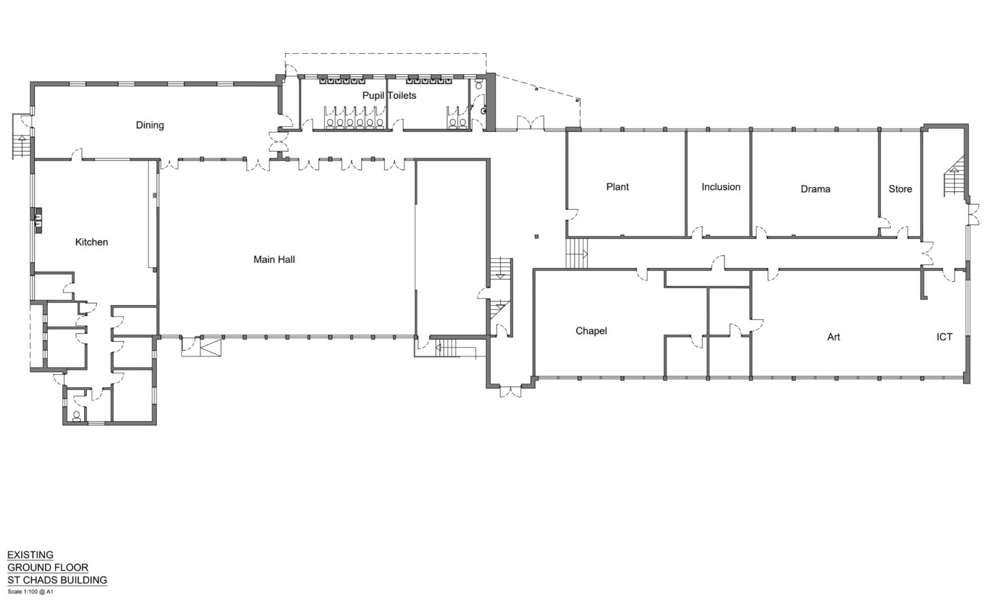 Pupil Toilets
Dining
Plant
Inclusion
Drama
Store
Kitchen
Main Hall
Chapel
Art
ICT
EXISTING
GROUND FLOOR
ST CHADS BUILDING
Scale 1:100 @ A1